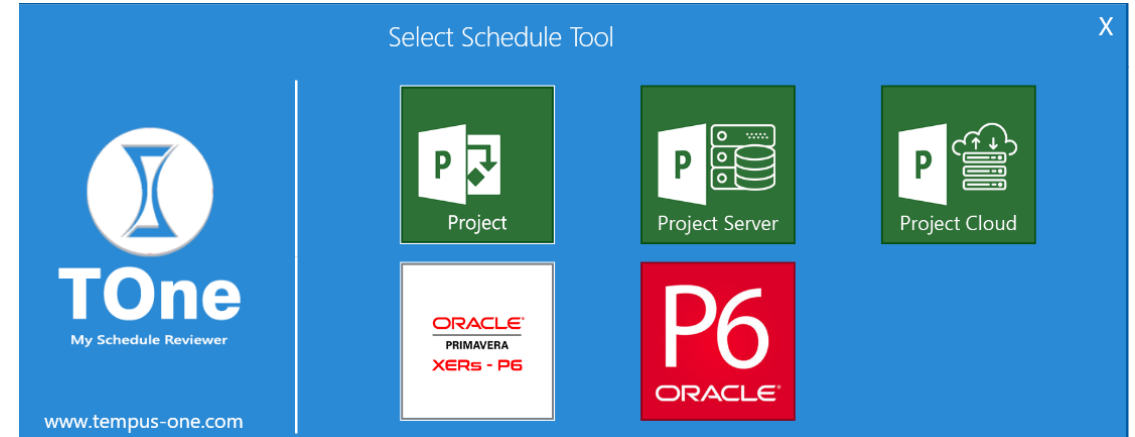 Select Schedule Tool
X
P
Project
P
Project Server
P
Project Cloud
TOne
My Schedule Reviewer
www.tempus-one.com
ORACLE®
PRIMAVERA
XERs - P6
P6
ORACLE®